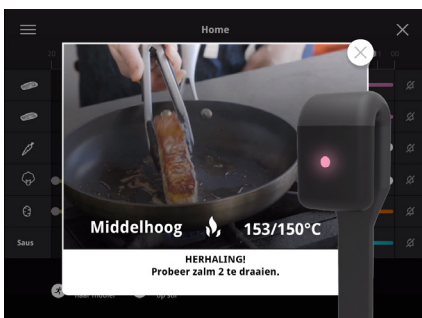 Home
Middelhoog 153/150°C
HERHALING!
Probeer zalm 2 te draaien.
Saus